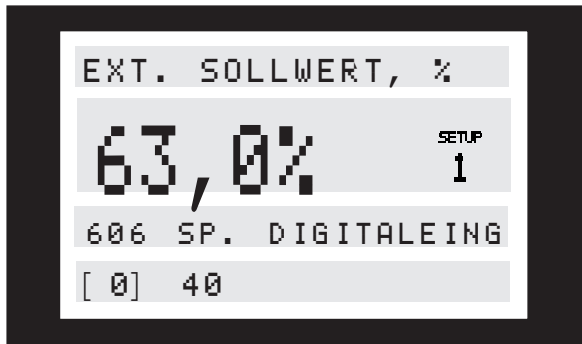 EXT. SOLLWERT, %
63,0%
SETUP
1
606 SP. DIGITALEING
[ 0] 40